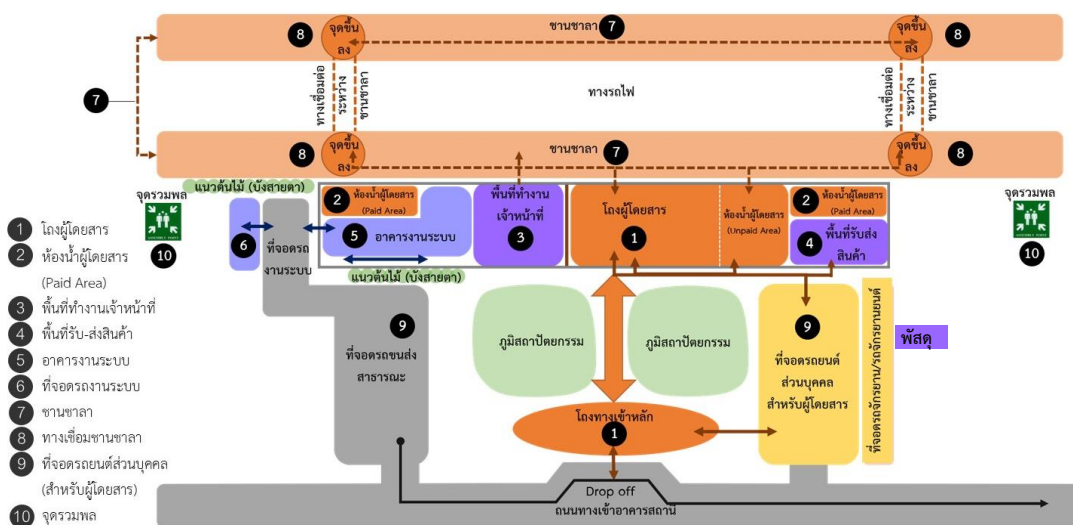 8
จุดขึ้น
ลง
ชานชาลา
7
จุดขึ้น
ลง
8
7
ทางเชื่อมต่อ
ระหว่าง
ชานชาลา
ทางรถไฟ
ทางเชื่อมต่อ
ระหว่าง
ชานชาลา
8
จุดขึ้น
ลง
ชานชาลา
7
จุดขึ้น
ลง
8
แนวต้นไม้ (บังสายตา)
จุดรวมพล
10
6
ที่จอดรถ
งานระบบ
2
ห้องน้ำผู้โดยสาร
(Paid Area)
5
อาคารงานระบบ
แนวต้นไม้ (บังสายตา)
พื้นที่ทำงาน
เจ้าหน้าที่
3
โถงผู้โดยสาร
1
ห้องน้ำผู้โดยสาร
(Unpaid Area)
2
ห้องน้ำผู้โดยสาร
(Paid Area)
4
พื้นที่รับส่ง
สินค้า
จุดรวมพล
10
1 โถงผู้โดยสาร
2 ห้องน้ำผู้โดยสาร
(Paid Area)
3 พื้นที่ทำงานเจ้าหน้าที่
4 พื้นที่รับ-ส่งสินค้า
5 อาคารงานระบบ
6 ที่จอดรถงานระบบ
7 ชานชาลา
8 ทางเชื่อมชานชาลา
9 ที่จอดรถยนต์ส่วนบุคคล
(สำหรับผู้โดยสาร)
10 จุดรวมพล
9
ที่จอดรถขนส่ง
สาธารณะ
ภูมิสถาปัตยกรรม
ภูมิสถาปัตยกรรม
9
ที่จอดรถยนต์
ส่วนบุคคล
สำหรับผู้โดยสาร
ที่จอดรถจักรยาน/รถจักรยานยนต์
พัสดุ
โถงทางเข้าหลัก
1
Drop off
ถนนทางเข้าอาคารสถานี